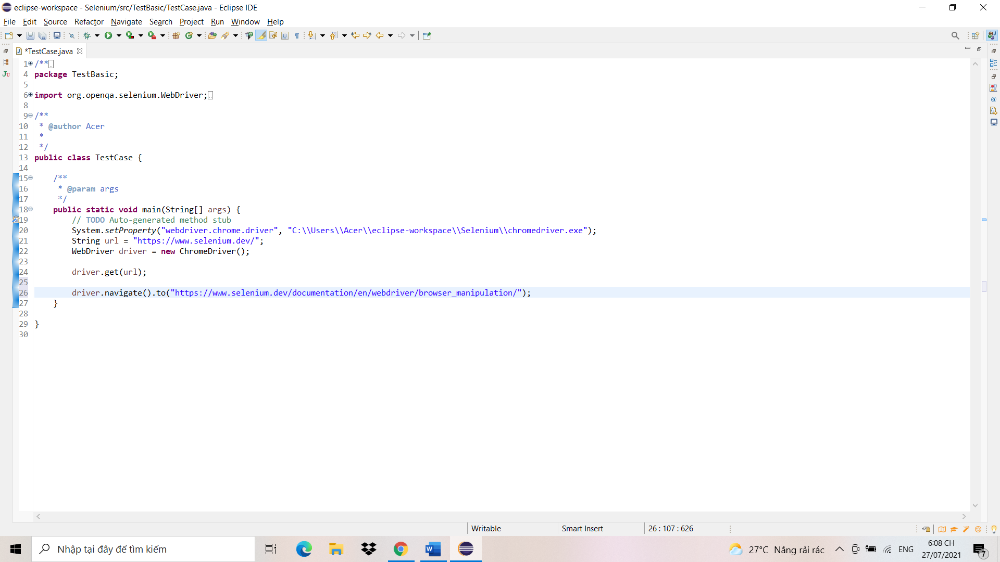 eclipse-workspace - Selenium/src/TestBasic/TestCase.java - Eclipse IDE
File Edit Source Refactor Navigate Search Project Run Window Help
*TestCase.java
1 /**
4 package TestBasic;
5
6 import org.openqa.selenium.WebDriver;
8
9 /**
10  * @author Acer
11  *
12  */
13 public class TestCase {
14
15     /**
16      * @param args
17      */
18     public static void main(String[] args) {
19         // TODO Auto-generated method stub
20         System.setProperty("webdriver.chrome.driver", "C:\\Users\\Acer\\eclipse-workspace\\Selenium\\chromedriver.exe");
21         String url = "https://www.selenium.dev/";
22         WebDriver driver = new ChromeDriver();
23
24         driver.get(url);
25
26         driver.navigate().to("https://www.selenium.dev/documentation/en/webdriver/browser_manipulation/");
27     }
28
29 }
30
Writable Smart Insert 26 : 107 : 626
Nhập tại đây để tìm kiếm
27°C Nắng rải rác ENG
6:08 CH
27/07/2021
7